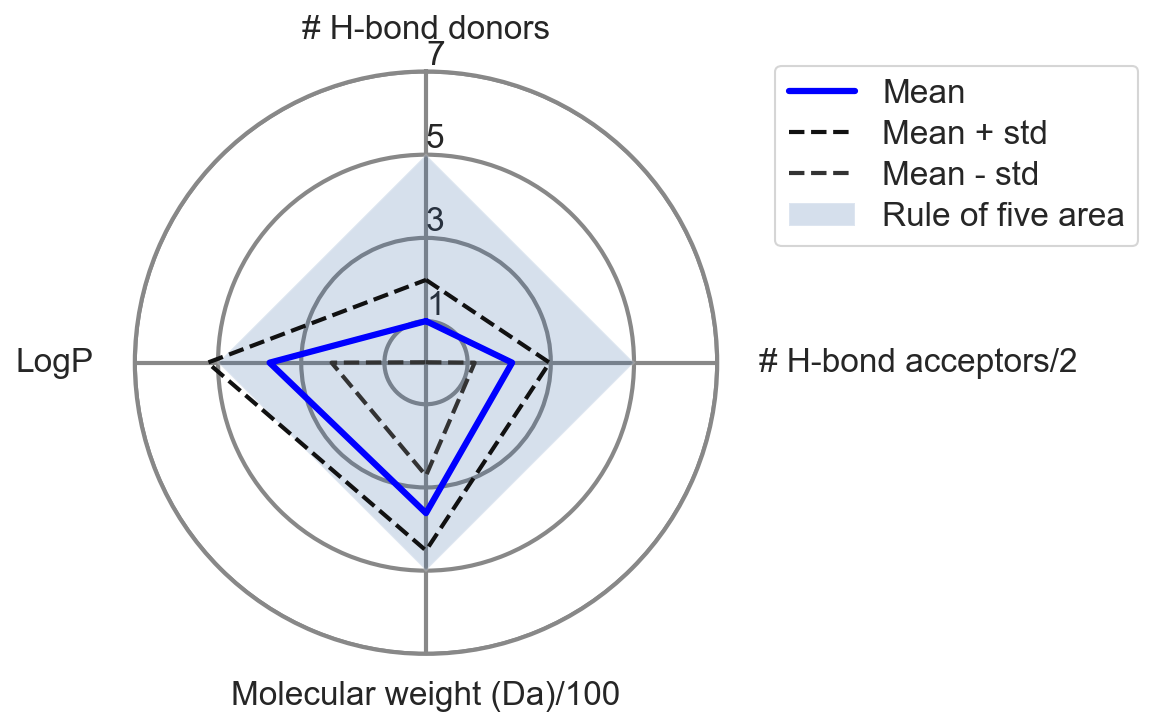 # H-bond donors
7
5
3
1
Mean
Mean + std
Mean - std
Rule of five area
LogP
# H-bond acceptors/2
Molecular weight (Da)/100